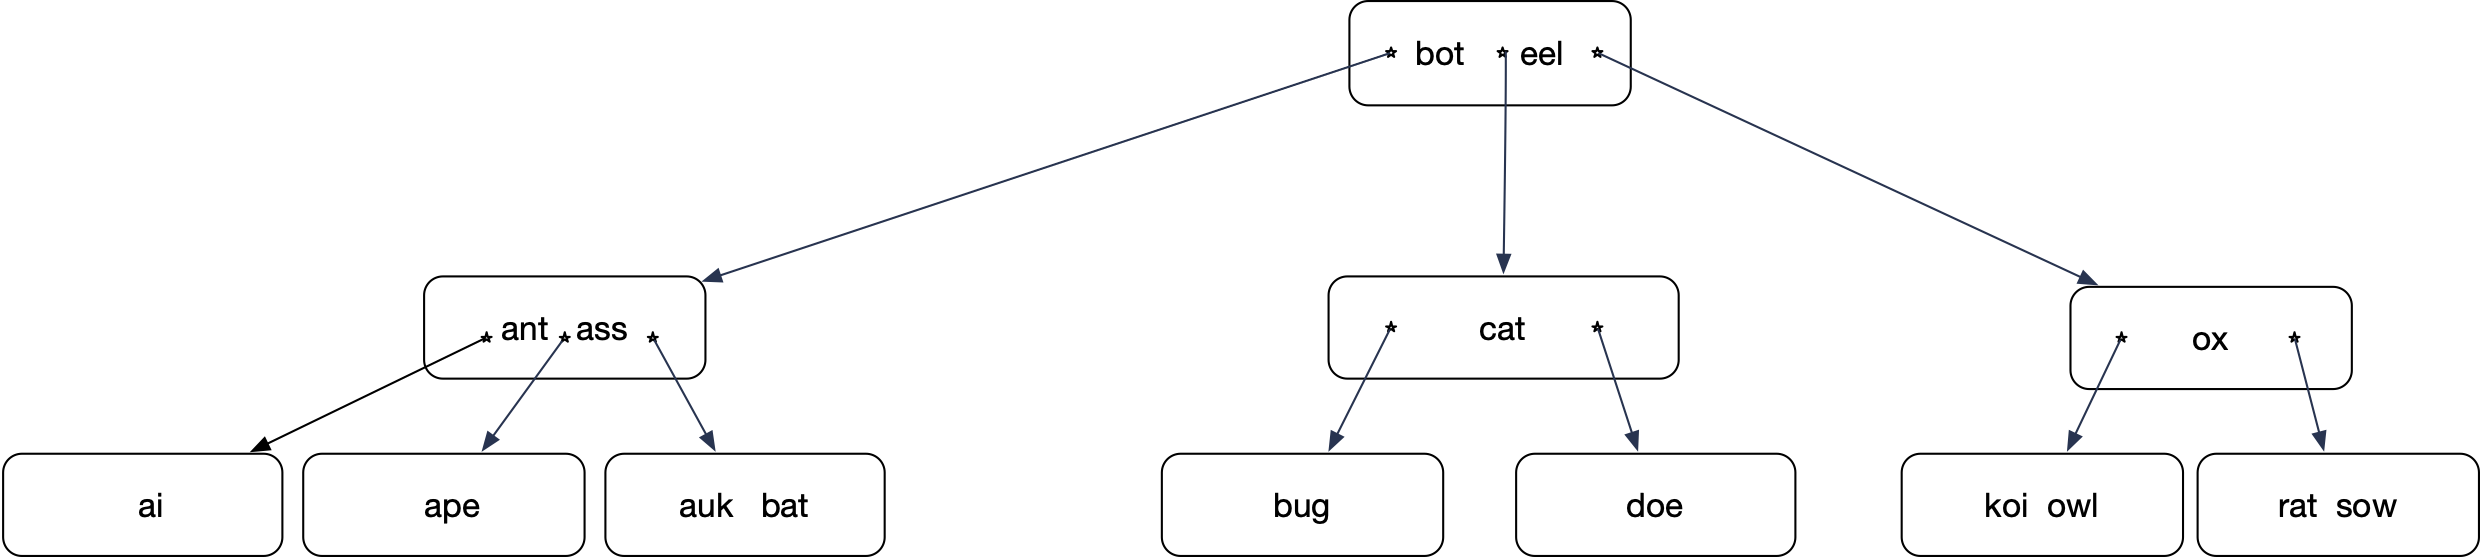 bot eel
ant ass
cat
ox
ai
ape
auk bat
bug
doe
koi owl
rat sow